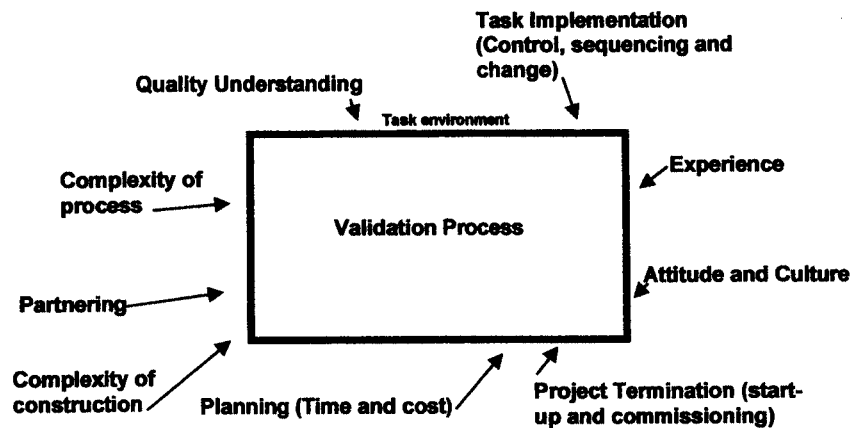 Task Implementation
(Control, sequencing and
change)
Quality Understanding
Task environment
Experience
Complexity of
process
Validation Process
Attitude and Culture
Partnering
Complexity of
construction
Planning (Time and cost)
Project Termination (start-
up and commissioning)